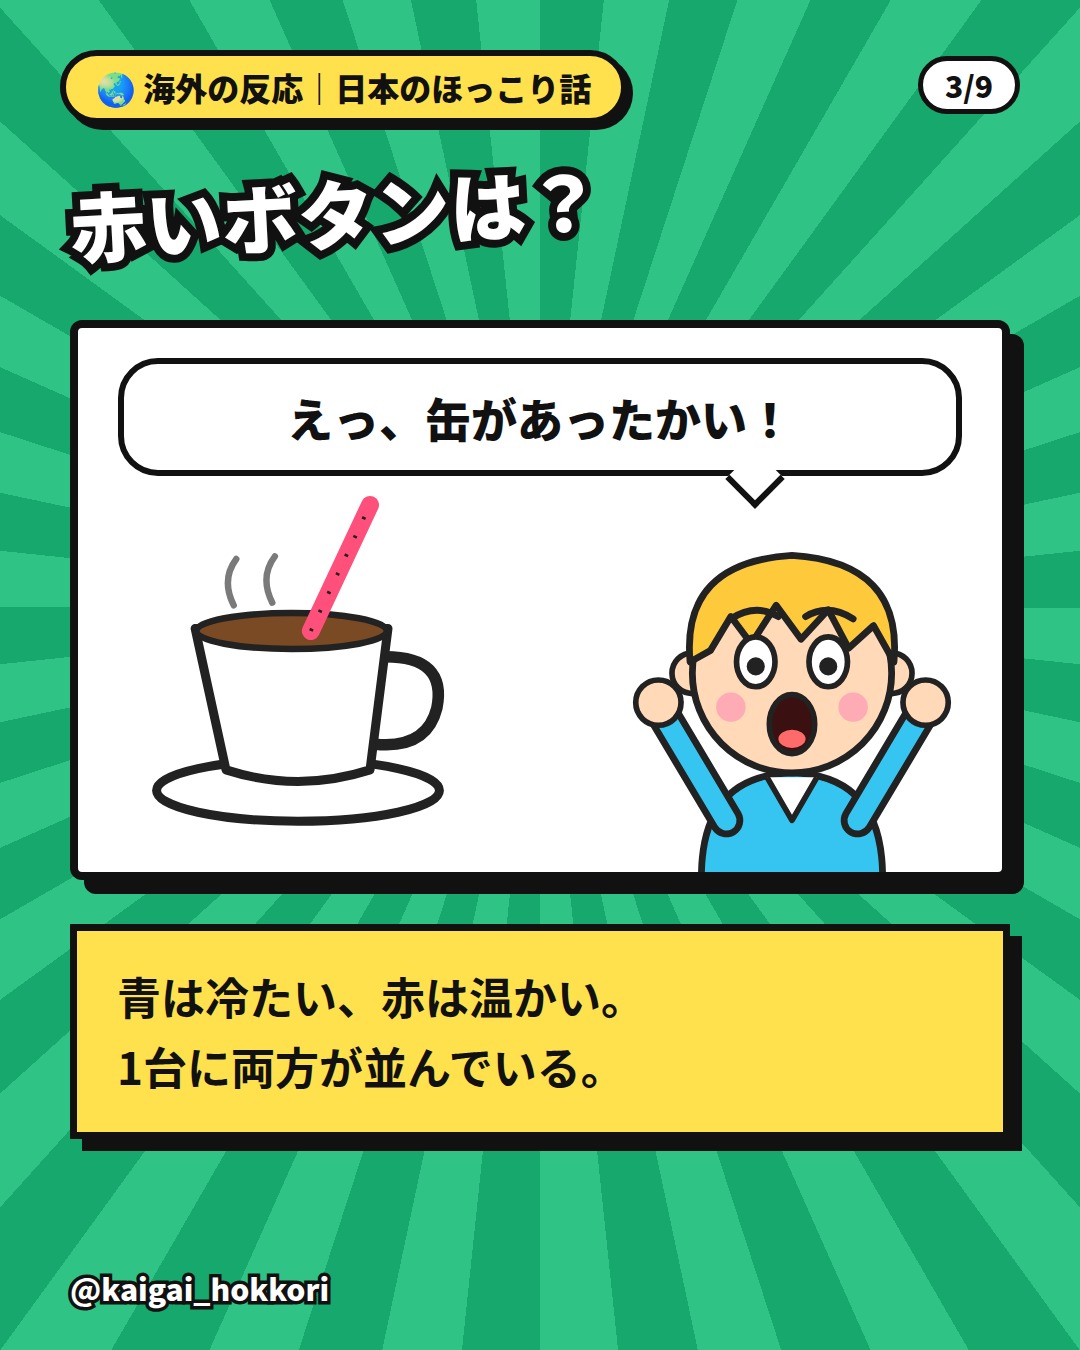 🌏 海外の反応｜日本のほっこり話
3/9
赤いボタンは？
えっ、缶があったかい！
青は冷たい、赤は温かい。
1台に両方が並んでいる。
@kaigai_hokkori